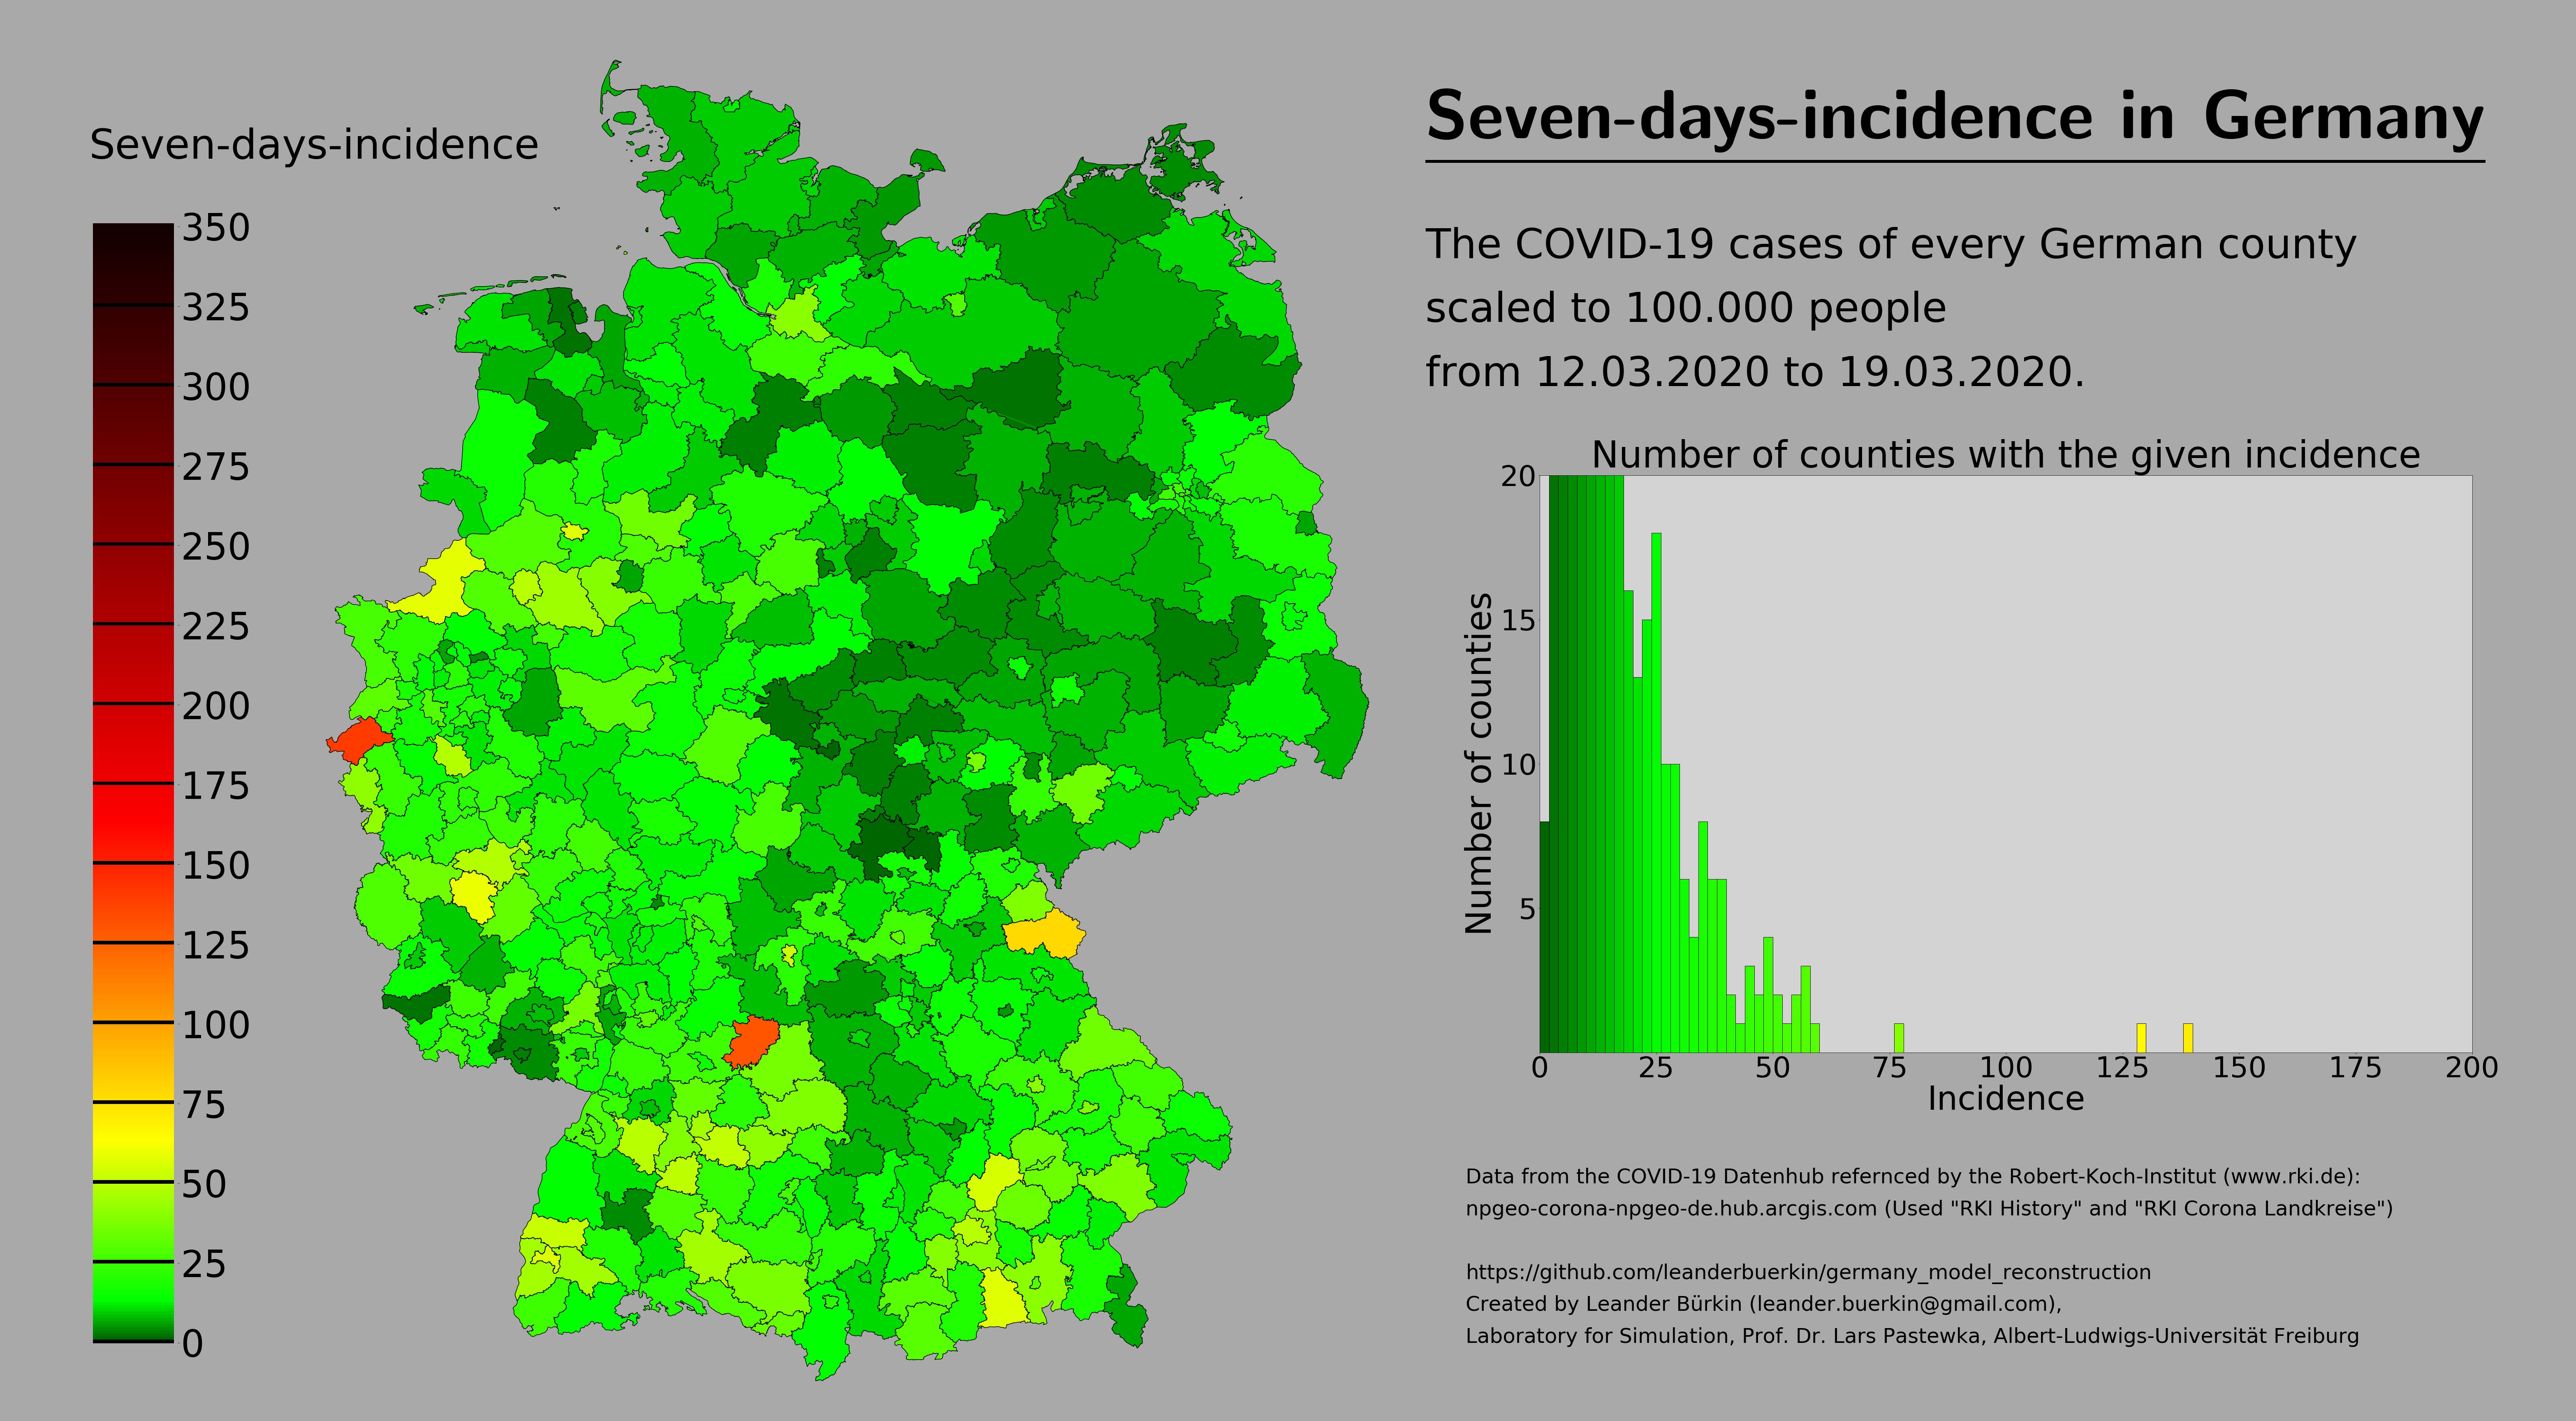 Seven-days-incidence
350
325
300
275
250
225
200
175
150
125
100
75
50
25
0
Seven-days-incidence in Germany
The COVID-19 cases of every German county
scaled to 100.000 people
from 12.03.2020 to 19.03.2020.
Number of counties with the given incidence
20
15
10
5
Number of counties
0 25 50 75 100 125 150 175 200
Incidence
Data from the COVID-19 Datenhub refernced by the Robert-Koch-Institut (www.rki.de):
npgeo-corona-npgeo-de.hub.arcgis.com (Used "RKI History" and "RKI Corona Landkreise")
https://github.com/leanderbuerkin/germany_model_reconstruction
Created by Leander Bürkin (leander.buerkin@gmail.com),
Laboratory for Simulation, Prof. Dr. Lars Pastewka, Albert-Ludwigs-Universität Freiburg